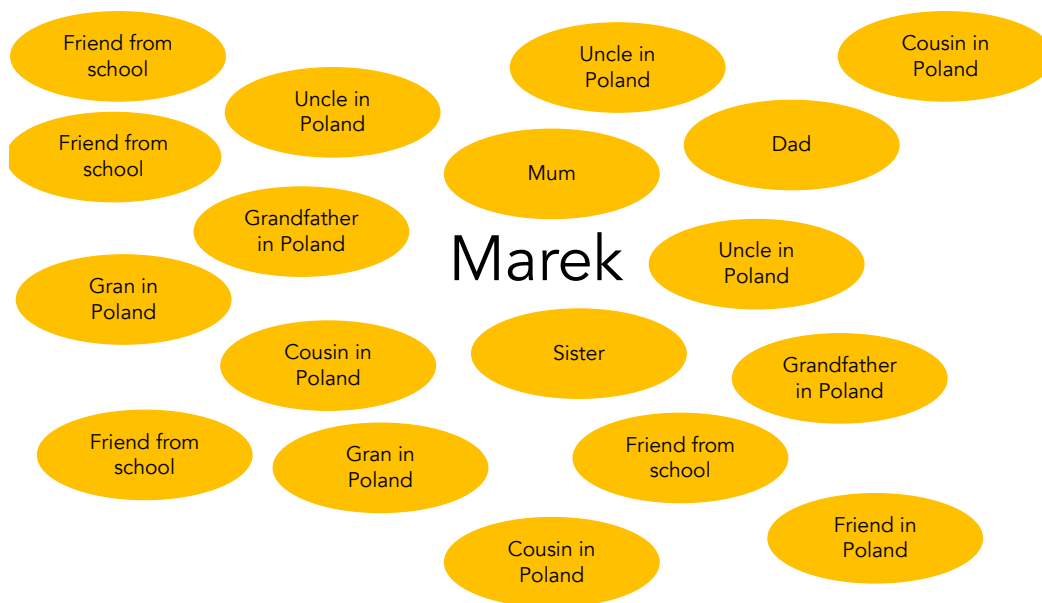 Friend from
school
Uncle in
Poland
Cousin in
Poland
Uncle in
Poland
Friend from
school
Dad
Mum
Grandfather
in Poland
Marek
Uncle in
Poland
Gran in
Poland
Cousin in
Poland
Sister
Grandfather
in Poland
Friend from
school
Gran in
Poland
Friend from
school
Cousin in
Poland
Friend in
Poland